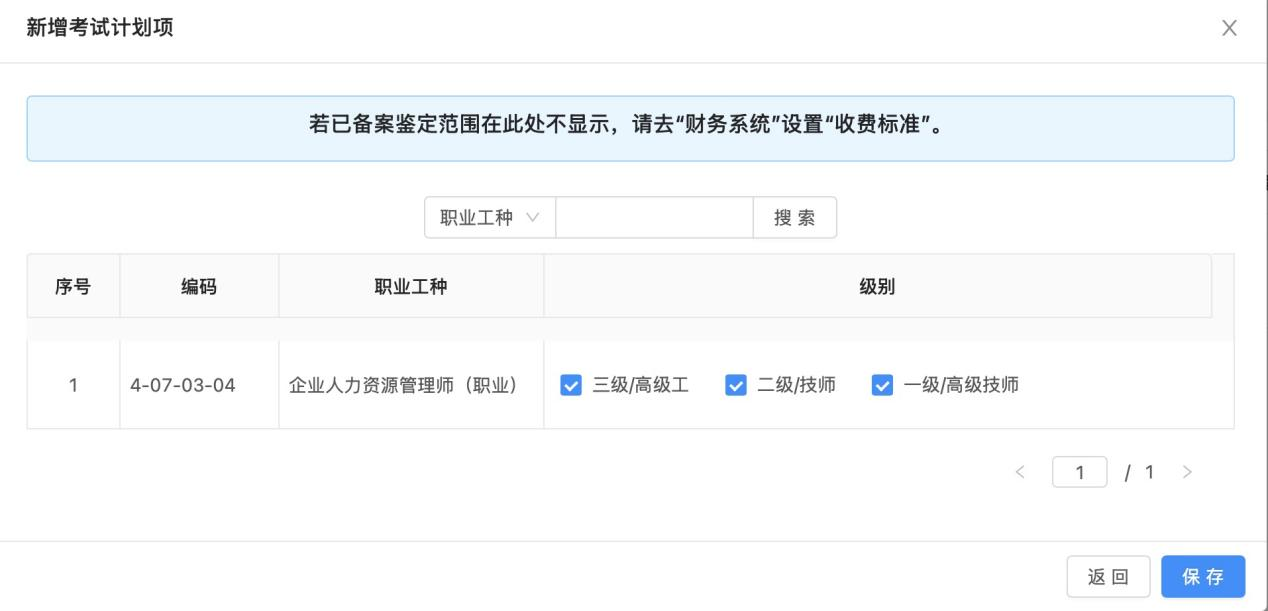 新增考试计划项
若已备案鉴定范围在此处不显示，请去“财务系统”设置“收费标准”。
职业工种 搜 索
序号 编码 职业工种 级别
1 4-07-03-04 企业人力资源管理师（职业） 三级/高级工 二级/技师 一级/高级技师
< 1 / 1 >
返 回 保 存